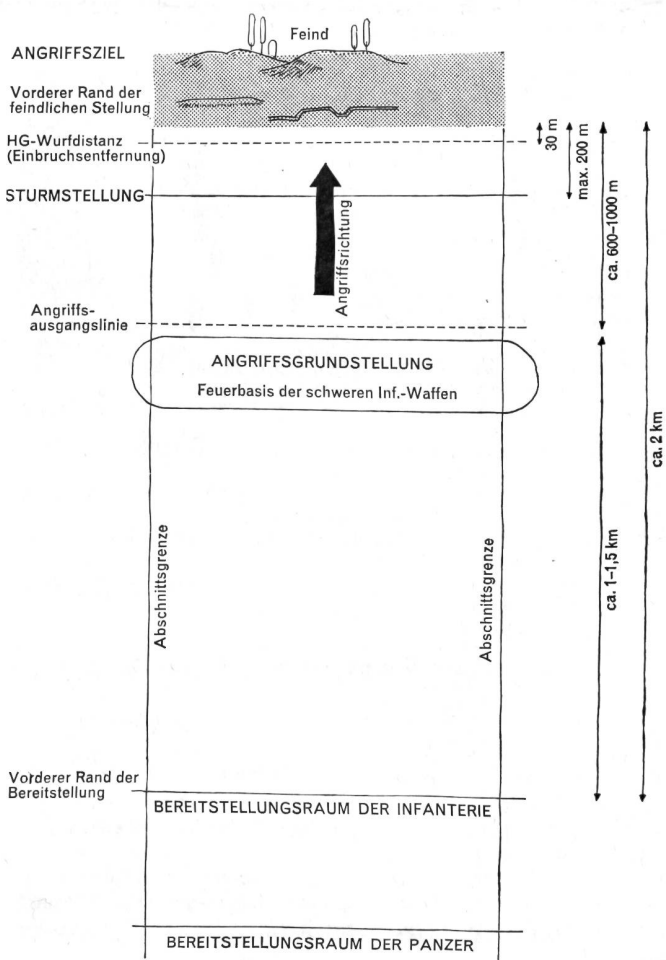 Feind
ANGRIFFSZIEL
Vorderer Rand der
feindlichen Stellung
HG-Wurfdistanz
(Einbruchsentfernung)
30 m
max. 200 m
STURMSTELLUNG
Angriffsrichtung
ca. 600–1000 m
Angriffs-
ausgangslinie
ANGRIFFSGRUNDSTELLUNG
Feuerbasis der schweren Inf.-Waffen
ca. 2 km
Abschnittsgrenze
Abschnittsgrenze
ca. 1–1,5 km
Vorderer Rand der
Bereitstellung
BEREITSTELLUNGSRAUM DER INFANTERIE
BEREITSTELLUNGSRAUM DER PANZER